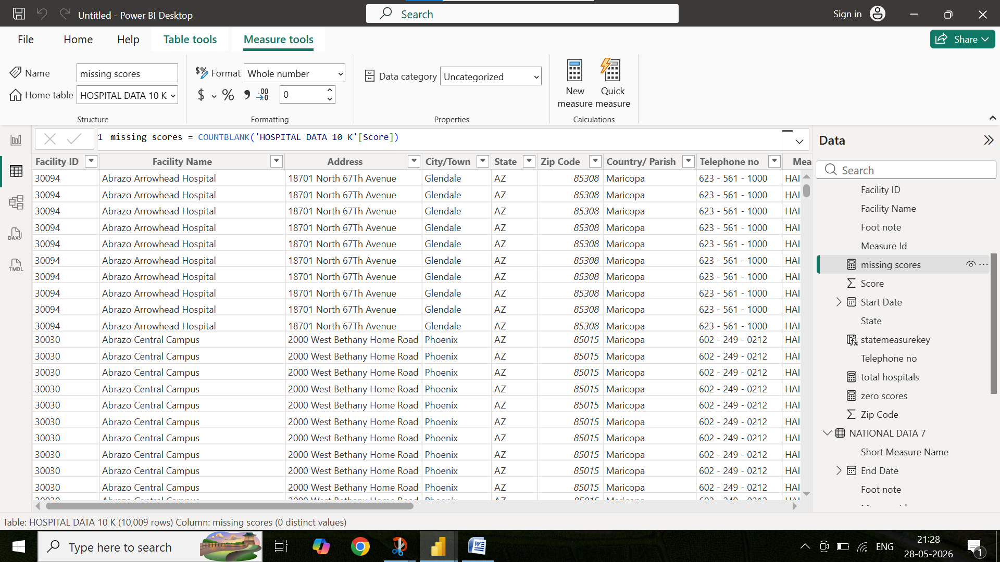 Untitled - Power BI Desktop
Search
Sign in
File
Home
Help
Table tools
Measure tools
Share
Name
missing scores
Format
Whole number
Data category
Uncategorized
New measure
Quick measure
Home table
HOSPITAL DATA 10 K
$
%
0
Structure
Formatting
Properties
Calculations
1 missing scores = COUNTBLANK('HOSPITAL DATA 10 K'[Score])
Facility ID Facility Name Address City/Town State Zip Code Country/ Parish Telephone no Mea
30094 Abrazo Arrowhead Hospital 18701 North 67Th Avenue Glendale AZ 85308 Maricopa 623 - 561 - 1000 HAI
30094 Abrazo Arrowhead Hospital 18701 North 67Th Avenue Glendale AZ 85308 Maricopa 623 - 561 - 1000 HAI
30094 Abrazo Arrowhead Hospital 18701 North 67Th Avenue Glendale AZ 85308 Maricopa 623 - 561 - 1000 HAI
30094 Abrazo Arrowhead Hospital 18701 North 67Th Avenue Glendale AZ 85308 Maricopa 623 - 561 - 1000 HAI
30094 Abrazo Arrowhead Hospital 18701 North 67Th Avenue Glendale AZ 85308 Maricopa 623 - 561 - 1000 HAI
30094 Abrazo Arrowhead Hospital 18701 North 67Th Avenue Glendale AZ 85308 Maricopa 623 - 561 - 1000 HAI
30094 Abrazo Arrowhead Hospital 18701 North 67Th Avenue Glendale AZ 85308 Maricopa 623 - 561 - 1000 HAI
30094 Abrazo Arrowhead Hospital 18701 North 67Th Avenue Glendale AZ 85308 Maricopa 623 - 561 - 1000 HAI
30094 Abrazo Arrowhead Hospital 18701 North 67Th Avenue Glendale AZ 85308 Maricopa 623 - 561 - 1000 HAI
30094 Abrazo Arrowhead Hospital 18701 North 67Th Avenue Glendale AZ 85308 Maricopa 623 - 561 - 1000 HAI
30030 Abrazo Central Campus 2000 West Bethany Home Road Phoenix AZ 85015 Maricopa 602 - 249 - 0212 HAI
30030 Abrazo Central Campus 2000 West Bethany Home Road Phoenix AZ 85015 Maricopa 602 - 249 - 0212 HAI
30030 Abrazo Central Campus 2000 West Bethany Home Road Phoenix AZ 85015 Maricopa 602 - 249 - 0212 HAI
30030 Abrazo Central Campus 2000 West Bethany Home Road Phoenix AZ 85015 Maricopa 602 - 249 - 0212 HAI
30030 Abrazo Central Campus 2000 West Bethany Home Road Phoenix AZ 85015 Maricopa 602 - 249 - 0212 HAI
30030 Abrazo Central Campus 2000 West Bethany Home Road Phoenix AZ 85015 Maricopa 602 - 249 - 0212 HAI
30030 Abrazo Central Campus 2000 West Bethany Home Road Phoenix AZ 85015 Maricopa 602 - 249 - 0212 HAI
30030 Abrazo Central Campus 2000 West Bethany Home Road Phoenix AZ 85015 Maricopa 602 - 249 - 0212 HAI
30030 Abrazo Central Campus 2000 West Bethany Home Road Phoenix AZ 85015 Maricopa 602 - 249 - 0212 HAI
30030 Abrazo Central Campus 2000 West Bethany Home Road Phoenix AZ 85015 Maricopa 602 - 249 - 0212 HAI
Data
Search
Facility ID
Facility Name
Foot note
Measure Id
missing scores
Score
Start Date
State
statemeasurekey
Telephone no
total hospitals
zero scores
Zip Code
NATIONAL DATA 7
Short Measure Name
End Date
Foot note
DAX
TMDL
Table: HOSPITAL DATA 10 K (10,009 rows) Column: missing scores (0 distinct values)
Type here to search
ENG
21:28
28-05-2026
1